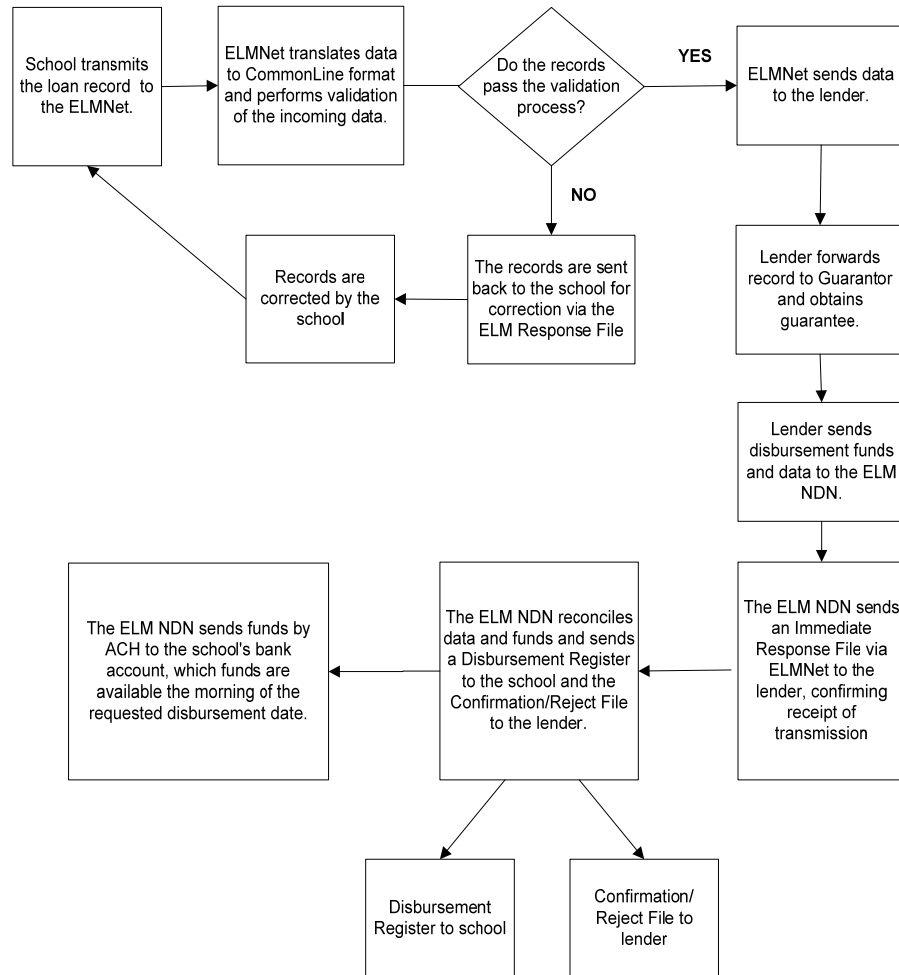 School transmits
the loan record to
the ELMNet.
ELMNet translates data
to CommonLine format
and performs validation
of the incoming data.
Do the records
pass the validation
process?
YES
ELMNet sends data
to the lender.
NO
Records are
corrected by the
school
The records are sent
back to the school for
correction via the
ELM Response File
Lender forwards
record to Guarantor
and obtains
guarantee.
Lender sends
disbursement funds
and data to the ELM
NDN.
The ELM NDN sends funds by
ACH to the school's bank
account, which funds are
available the morning of the
requested disbursement date.
The ELM NDN reconciles
data and funds and sends
a Disbursement Register
to the school and the
Confirmation/Reject File
to the lender.
The ELM NDN sends
an Immediate
Response File via
ELMNet to the
lender, confirming
receipt of
transmission
Disbursement
Register to school
Confirmation/
Reject File to
lender